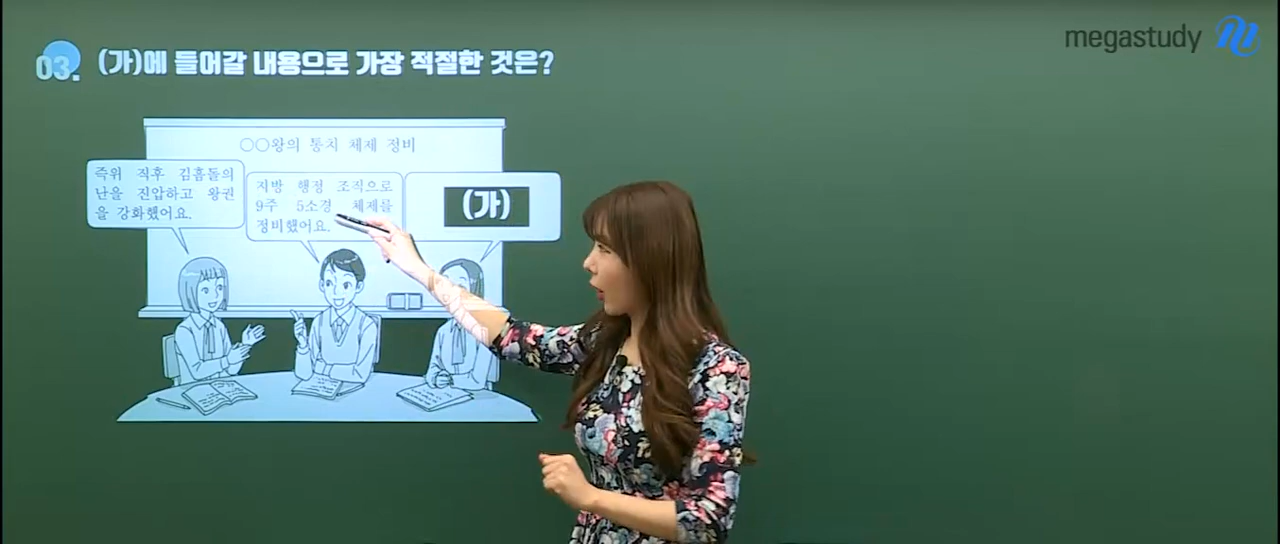 megastudy
03. (가)에 들어갈 내용으로 가장 적절한 것은?
○○왕의 통치 체제 정비
즉위 직후 김흠돌의
난을 진압하고 왕권
을 강화했어요.
지방 행정 조직으로
9주 5소경 체제를
정비했어요.
(가)